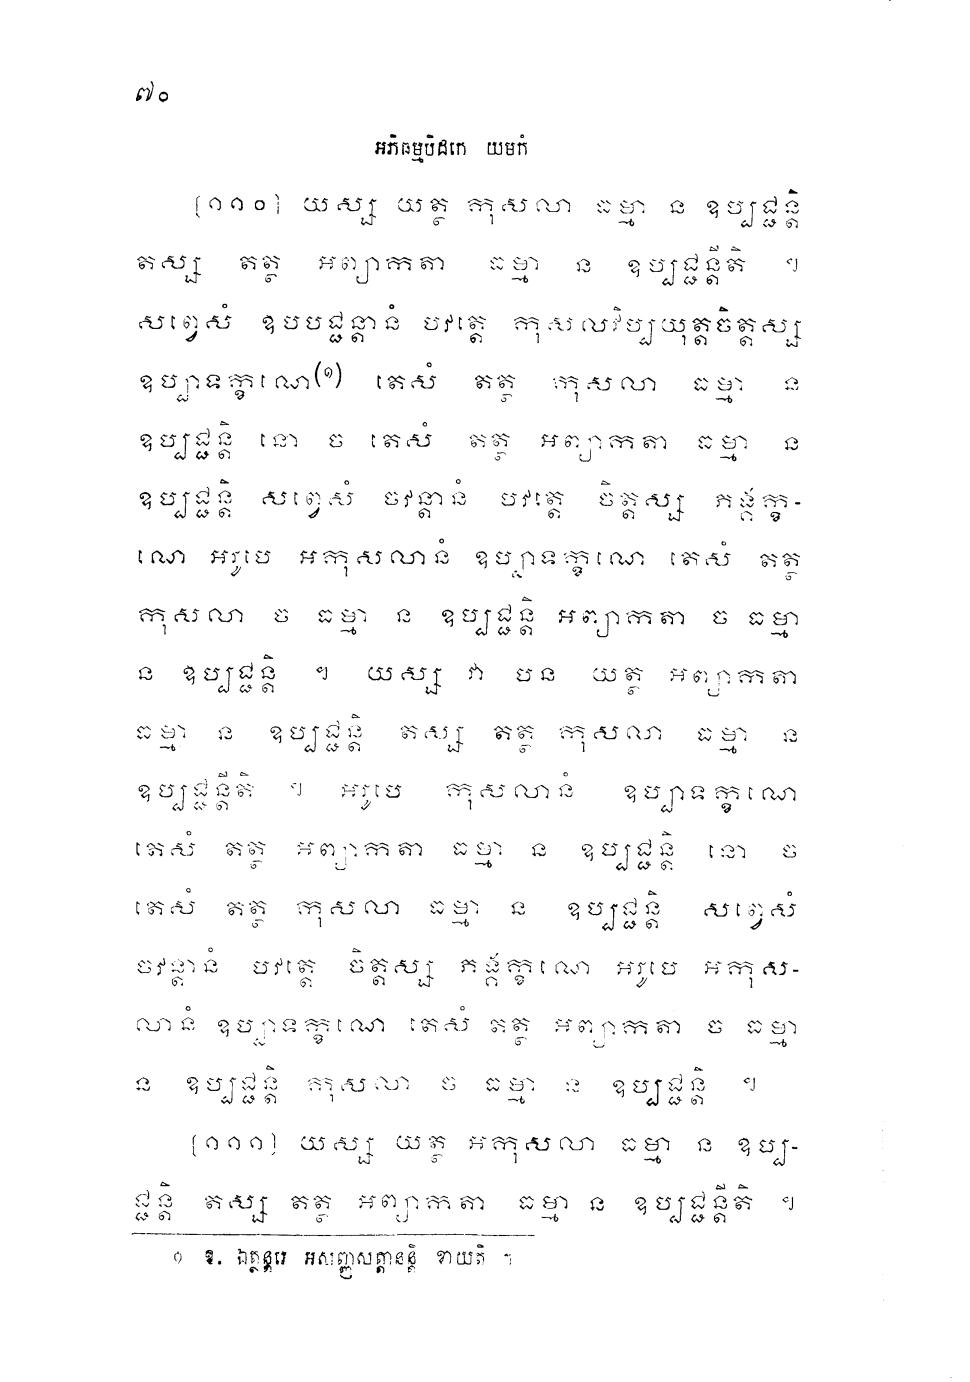 ៧០
អភិធម្មបិដកេ យមកំ
[១១០] យស្ស យត្ថ កុសលា ធម្មា ន ឧប្បជ្ជន្តិ
តស្ស តត្ថ អព្យាកតា ធម្មា ន ឧប្បជ្ជន្តីតិ ។
សព្វេសំ ឧបបជ្ជន្តានំ បវត្តេ កុសលវិប្បយុត្តចិត្តស្ស
ឧប្បាទក្ខណេ(១) តេសំ តត្ថ កុសលា ធម្មា ន
ឧប្បជ្ជន្តិ នោ ច តេសំ តត្ថ អព្យាកតា ធម្មា ន
ឧប្បជ្ជន្តិ សព្វេសំ ចវន្តានំ បវត្តេ ចិត្តស្ស ភង្គក្ខ-
ណេ អរូបេ អកុសលានំ ឧប្បាទក្ខណេ តេសំ តត្ថ
កុសលា ច ធម្មា ន ឧប្បជ្ជន្តិ អព្យាកតា ច ធម្មា
ន ឧប្បជ្ជន្តិ ។ យស្ស វា បន យត្ថ អព្យាកតា
ធម្មា ន ឧប្បជ្ជន្តិ តស្ស តត្ថ កុសលា ធម្មា ន
ឧប្បជ្ជន្តីតិ ។ អរូបេ កុសលានំ ឧប្បាទក្ខណេ
តេសំ តត្ថ អព្យាកតា ធម្មា ន ឧប្បជ្ជន្តិ នោ ច
តេសំ តត្ថ កុសលា ធម្មា ន ឧប្បជ្ជន្តិ សព្វេសំ
ចវន្តានំ បវត្តេ ចិត្តស្ស ភង្គក្ខណេ អរូបេ អកុស-
លានំ ឧប្បាទក្ខណេ តេសំ តត្ថ អព្យាកតា ច ធម្មា
ន ឧប្បជ្ជន្តិ កុសលា ច ធម្មា ន ឧប្បជ្ជន្តិ ។
[១១១] យស្ស យត្ថ អកុសលា ធម្មា ន ឧប្ប-
ជ្ជន្តិ តស្ស តត្ថ អព្យាកតា ធម្មា ន ឧប្បជ្ជន្តីតិ ។
១ ឱ. ឯត្ថន្តរេ អសញ្ញសត្តានន្តិ ខាយតិ ។